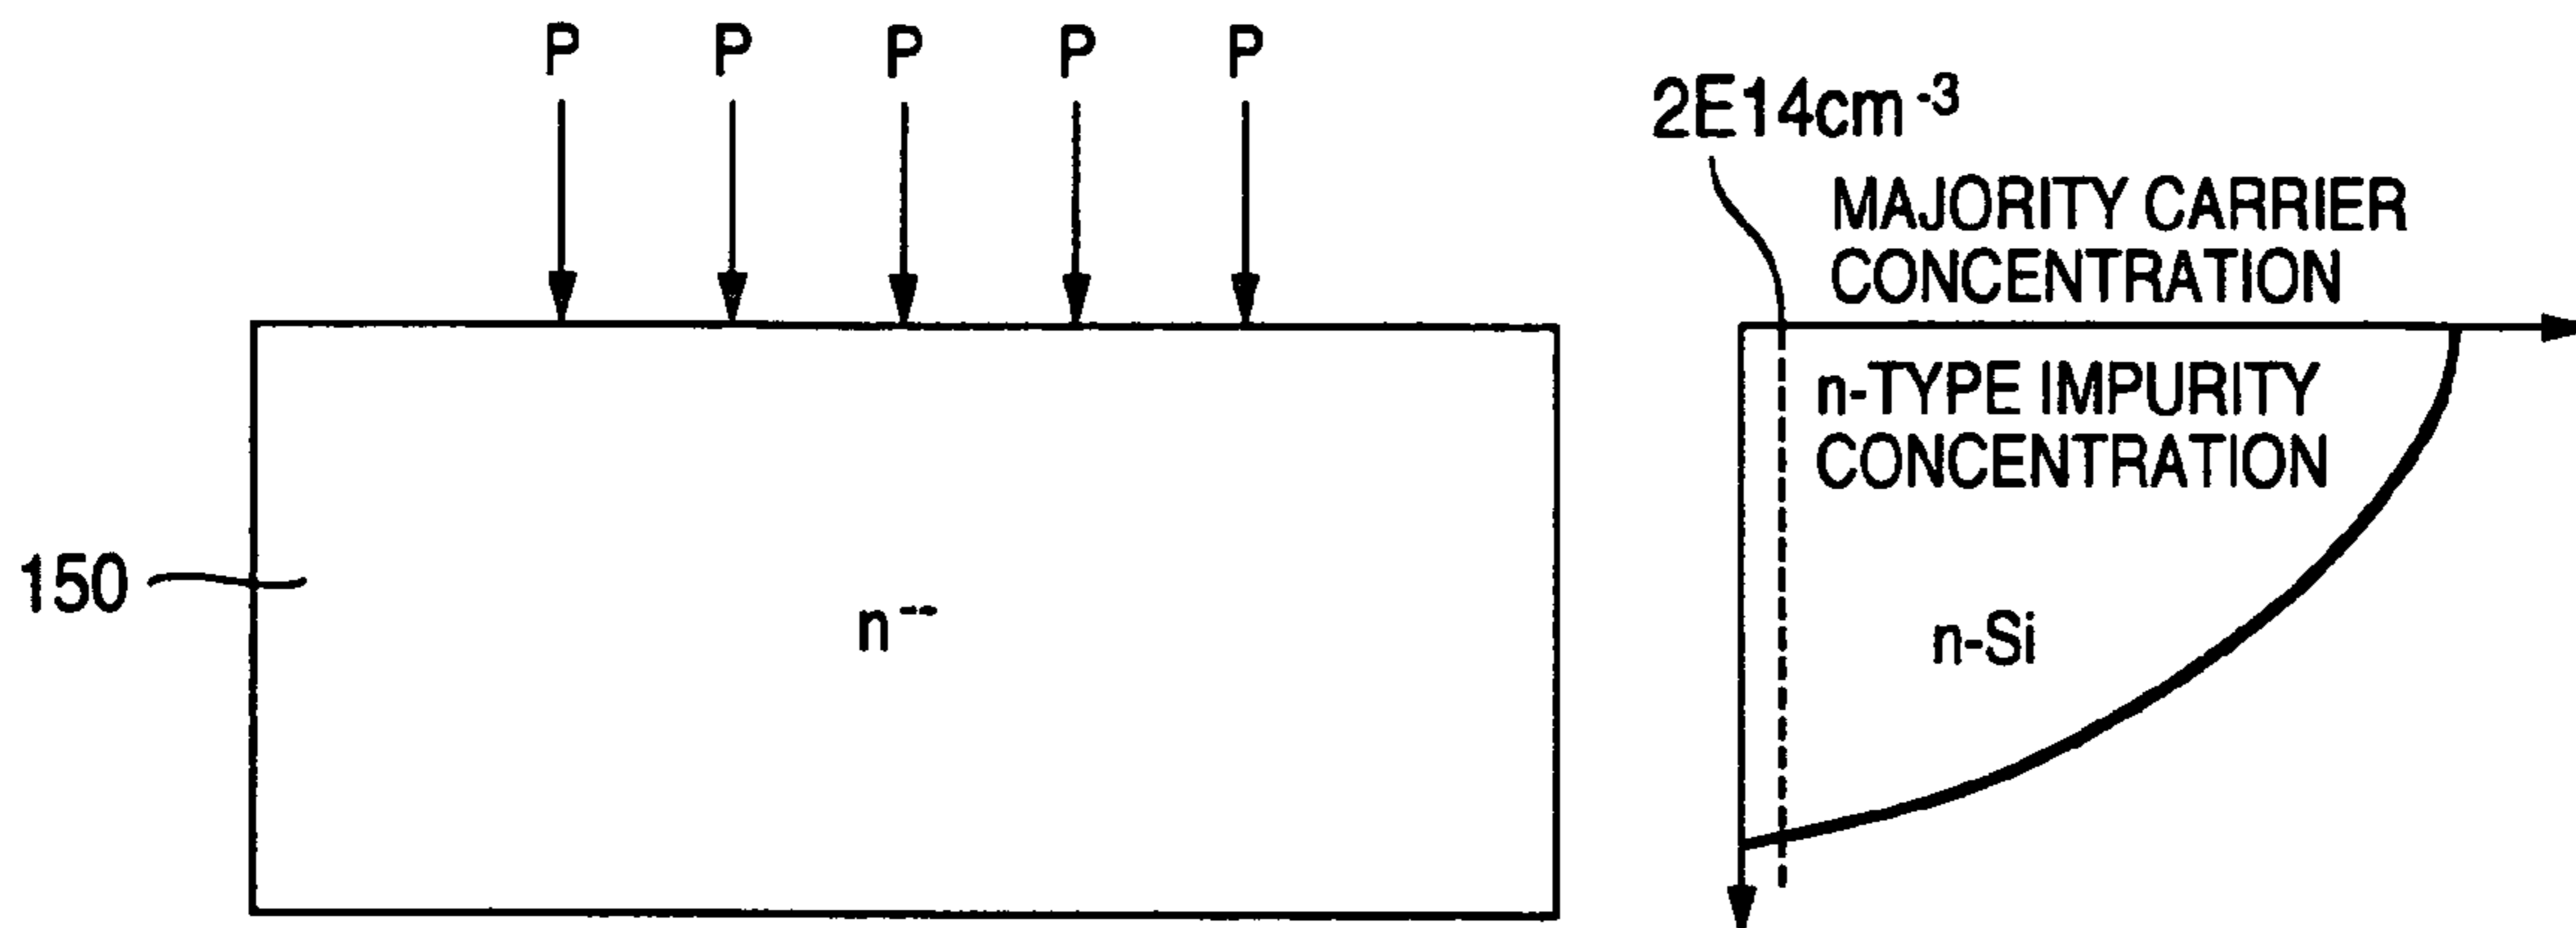 P P P P P
2E14cm⁻³
MAJORITY CARRIER
CONCENTRATION
n-TYPE IMPURITY
CONCENTRATION
150
n⁻⁻
n-Si